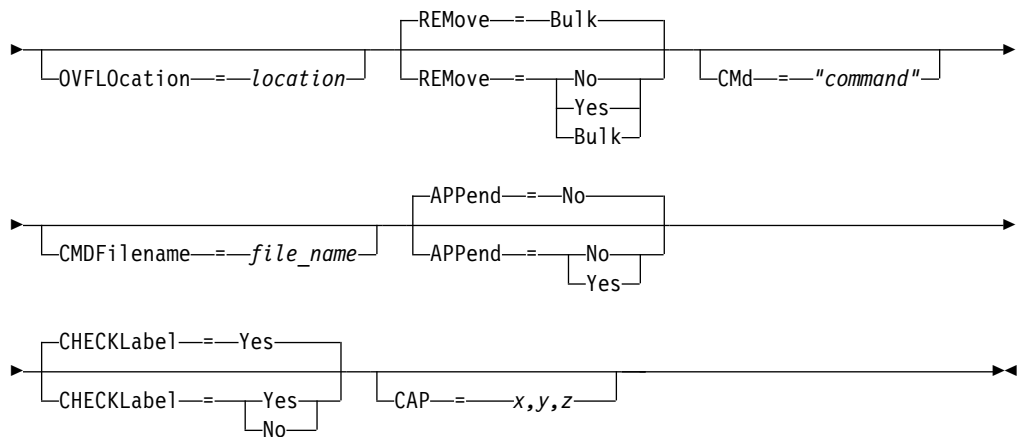 REMove = Bulk
OVFLOcation = location REMove = No CMd = "command"
Yes
Bulk
APPend = No
CMDFilename = file_name APPend = No
Yes
CHECKLabel = Yes
CHECKLabel = Yes CAP = x,y,z
No